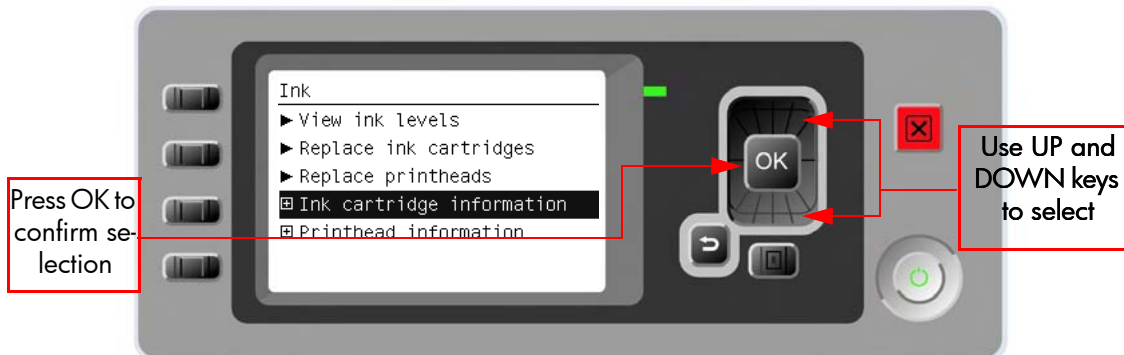 Ink
View ink levels
Replace ink cartridges
Replace printheads
Ink cartridge information
Printhead information
OK
Press OK to
confirm se-
lection
Use UP and
DOWN keys
to select